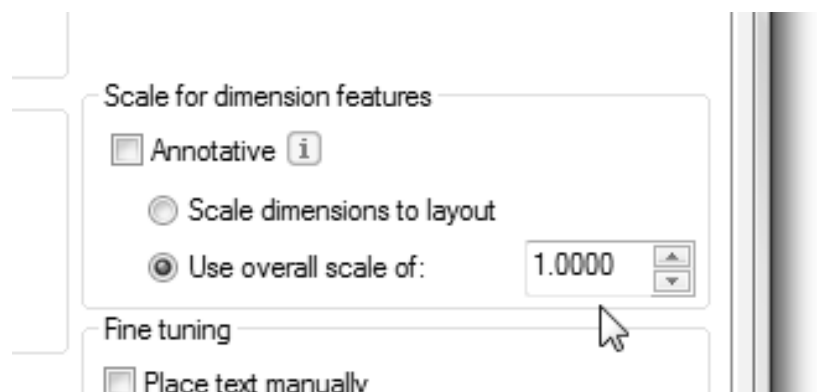 Scale for dimension features
Annotative i
Scale dimensions to layout
Use overall scale of: 1.0000
Fine tuning
Place text manually